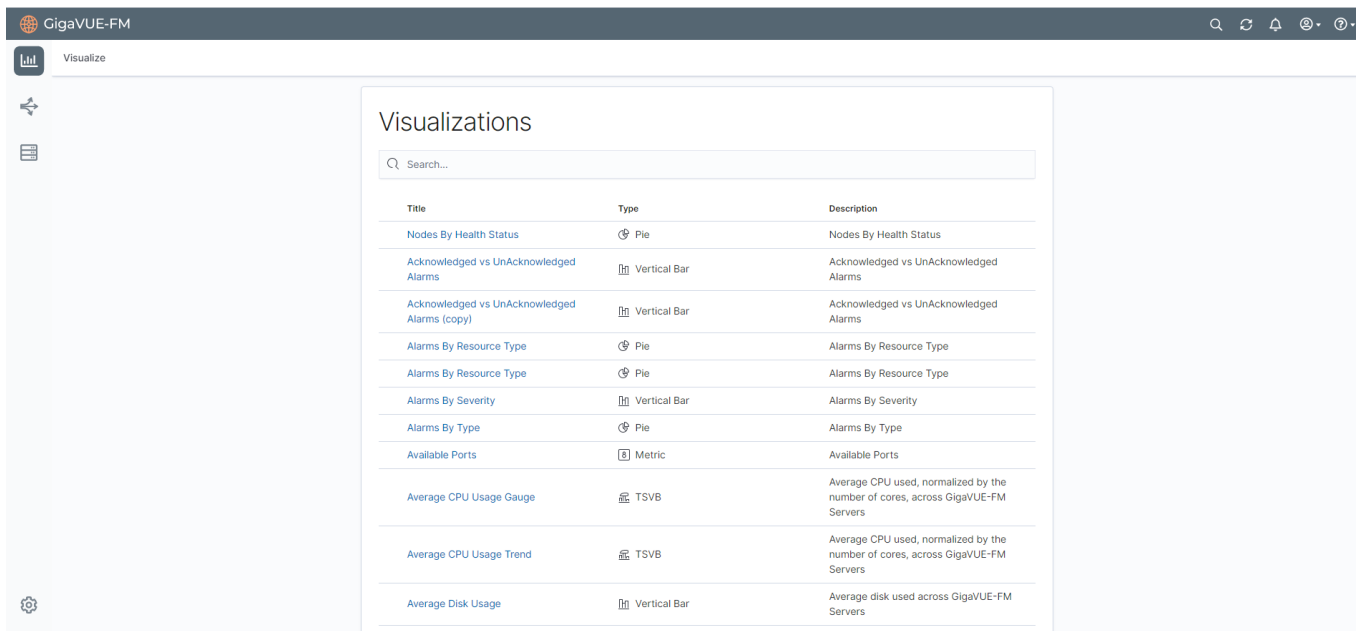 GigaVUE-FM
Visualize
Visualizations
Search...
Title Type Description
Nodes By Health Status Pie Nodes By Health Status
Acknowledged vs UnAcknowledged
Alarms
Vertical Bar
Acknowledged vs UnAcknowledged
Alarms
Acknowledged vs UnAcknowledged
Alarms (copy)
Vertical Bar
Acknowledged vs UnAcknowledged
Alarms
Alarms By Resource Type Pie Alarms By Resource Type
Alarms By Resource Type Pie Alarms By Resource Type
Alarms By Severity Vertical Bar Alarms By Severity
Alarms By Type Pie Alarms By Type
Available Ports 8 Metric Available Ports
Average CPU Usage Gauge
TSVB
Average CPU used, normalized by the
number of cores, across GigaVUE-FM
Servers
Average CPU Usage Trend
TSVB
Average CPU used, normalized by the
number of cores, across GigaVUE-FM
Servers
Average Disk Usage
Vertical Bar
Average disk used across GigaVUE-FM
Servers